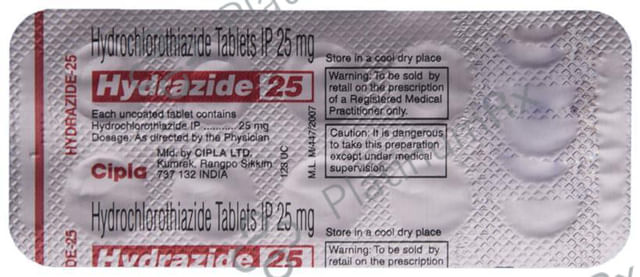 HYDRAZIDE-25
Hydrochlorothiazide Tablets IP 25 mg
Hydrazide 25
Each uncoated tablet contains
Hydrochlorothiazide IP ........... 25 mg
Dosage: As directed by the Physician
Cipla
Mfd. by CIPLA LTD.
Kumrek, Rangpo Sikkim
737 132 INDIA
123 UC
M.L. M/447/2007
Store in a cool dry place
Warning: To be sold by
retail on the prescription
of a Registered Medical
Practitioner only.
Caution: It is dangerous
to take this preparation
except under medical
supervision.
DE-25
Hydrochlorothiazide Tablets IP 25 mg
Hydrazide 25
Store in a cool dry place
Warning: To be sold by
retail on the prescription